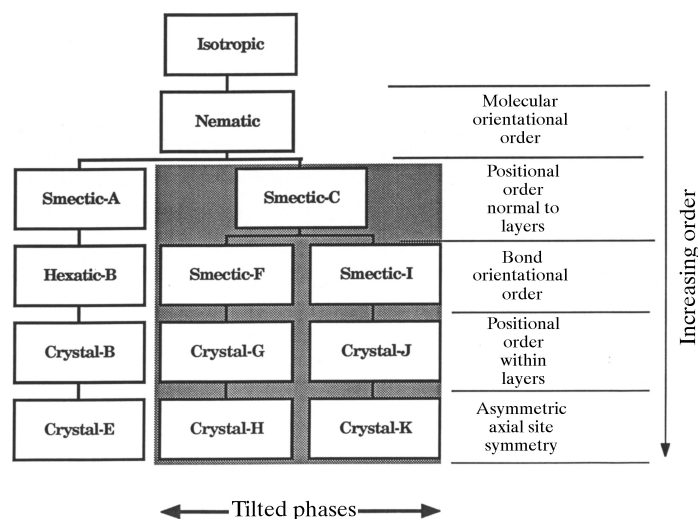 Isotropic
Nematic
Molecular
orientational
order
Smectic-A
Smectic-C
Positional
order
normal to
layers
Hexatic-B
Smectic-F
Smectic-I
Bond
orientational
order
Crystal-B
Crystal-G
Crystal-J
Positional
order
within
layers
Crystal-E
Crystal-H
Crystal-K
Asymmetric
axial site
symmetry
Increasing order
Tilted phases